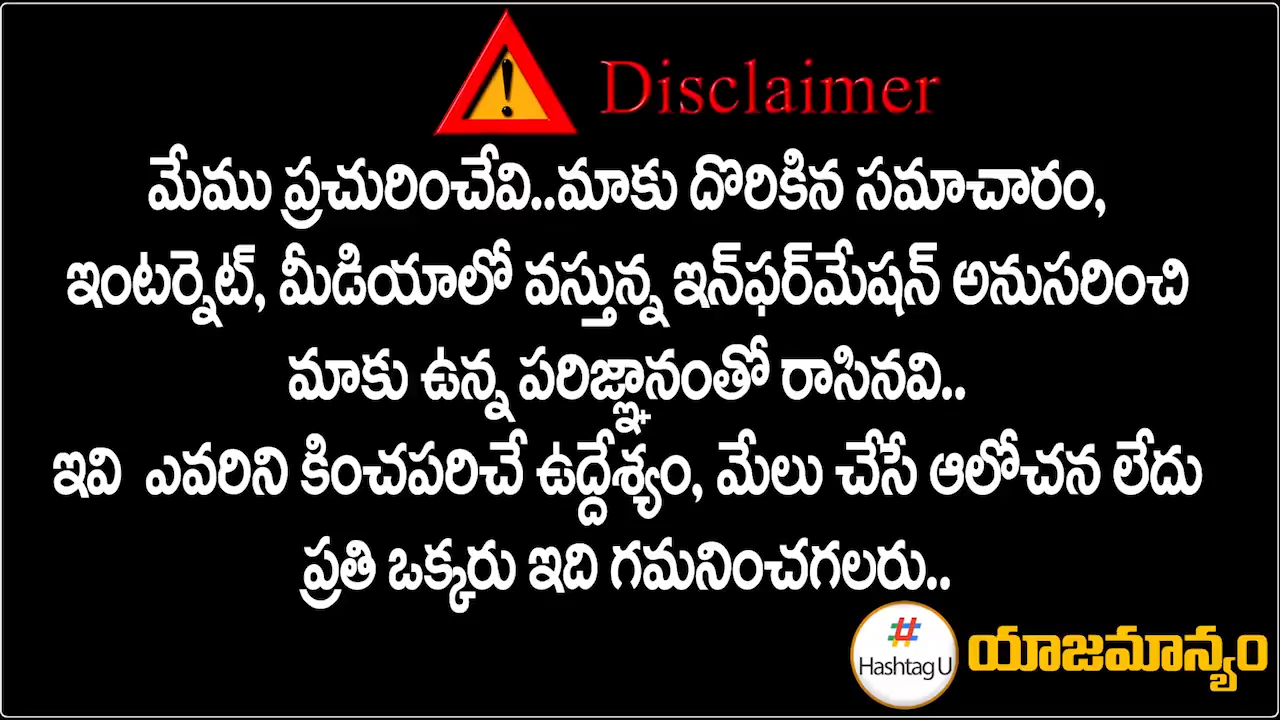 Disclaimer
మేము ప్రచురించేవి..మాకు దొరికిన సమాచారం,
ఇంటర్నెట్, మీడియాలో వస్తున్న ఇన్‌ఫర్‌మేషన్ అనుసరించి
మాకు ఉన్న పరిజ్ఞానంతో రాసినవి..
ఇవి ఎవరిని కించపరిచే ఉద్దేశ్యం, మేలు చేసే ఆలోచన లేదు
ప్రతి ఒక్కరు ఇది గమనించగలరు..
#
Hashtag U
యాజమాన్యం